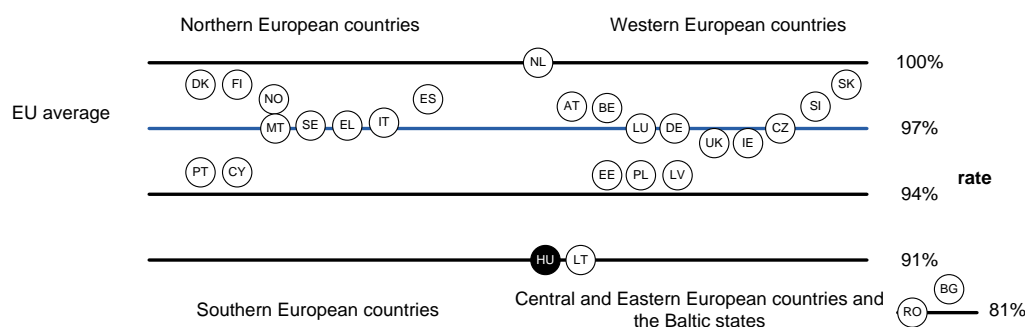 Northern European countries
Western European countries
NL
100%
DK
FI
SK
NO
ES
AT
BE
SI
EU average
MT
SE
EL
IT
LU
DE
CZ
97%
UK
IE
PT
CY
EE
PL
LV
rate
94%
HU
LT
91%
Southern European countries
Central and Eastern European countries and
the Baltic states
BG
RO
81%